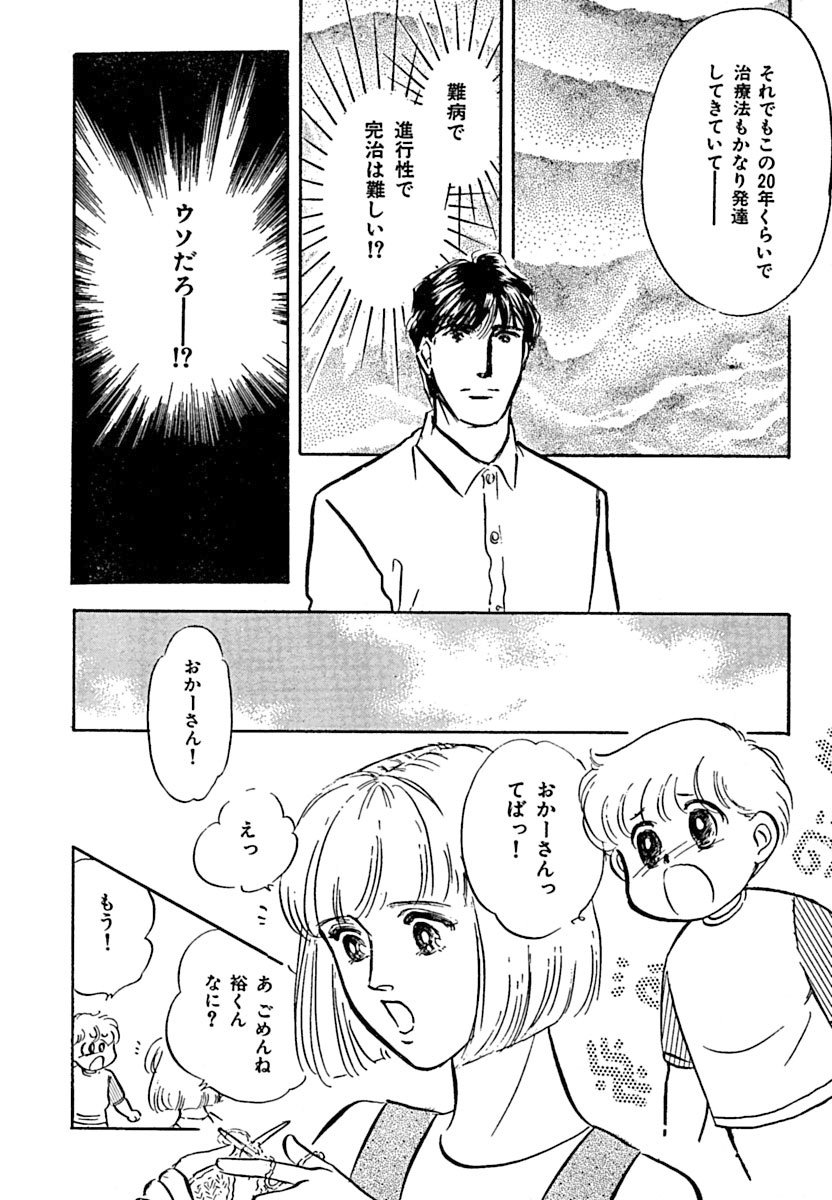 それでもこの20年くらいで
治療法もかなり発達
してきていて――
難病で
進行性で
完治は難しい!?
ウソだろ――!?
おかーさん！
おかーさんっ
てばっ！
えっ
あ ごめんね
裕くん
なに？
もう！